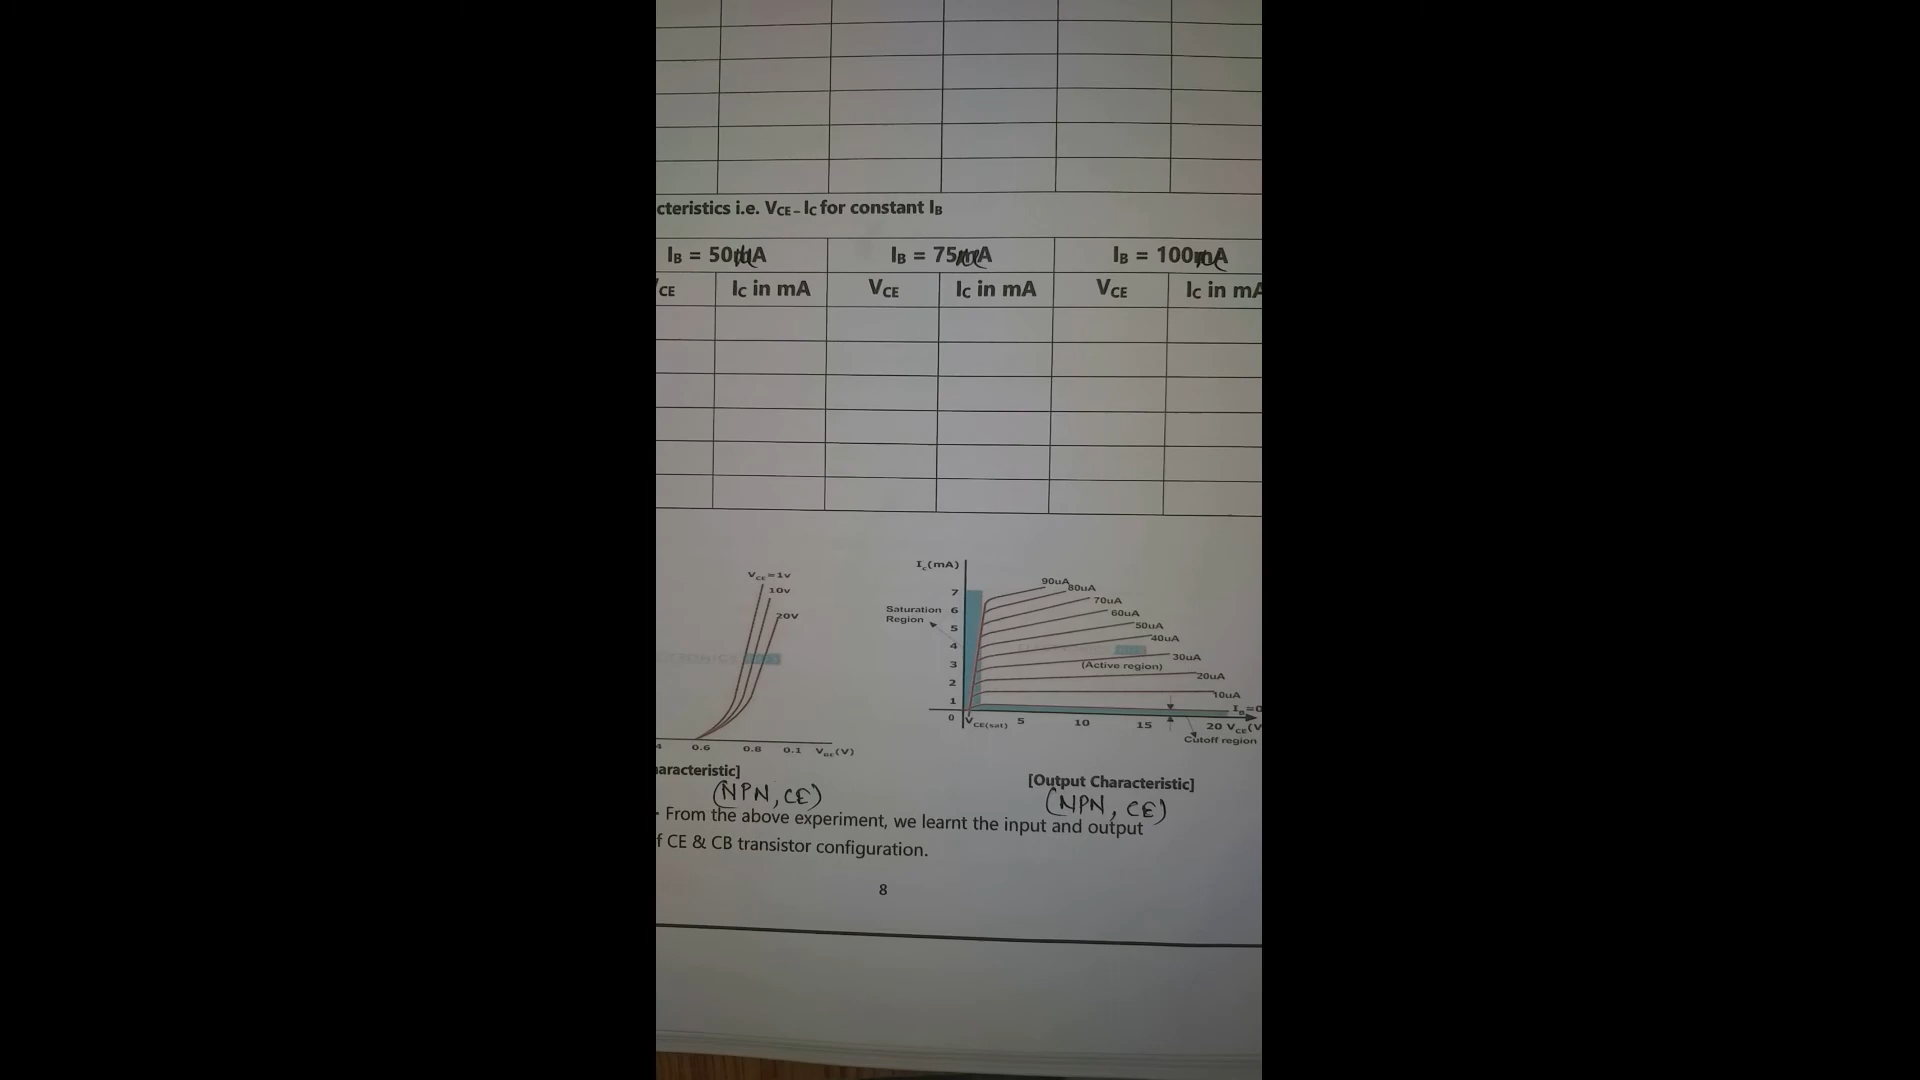 cteristics i.e. VCE – IC for constant IB
IB = 50μA IB = 75μA IB = 100μA
CE IC in mA VCE IC in mA VCE IC in mA
VCE=1v
10v
20V
0.6 0.8 0.1 VBE(V)
Ic(mA)
7
6
5
4
3
2
1
0
Saturation
Region
90uA
80uA
70uA
60uA
50uA
40uA
30uA
20uA
10uA
(Active region)
VCE(sat) 5 10 15 20 VCE(V
Cutoff region
aracteristic] [Output Characteristic]
(NPN, CE) (NPN, CE)
- From the above experiment, we learnt the input and output
f CE & CB transistor configuration.
8